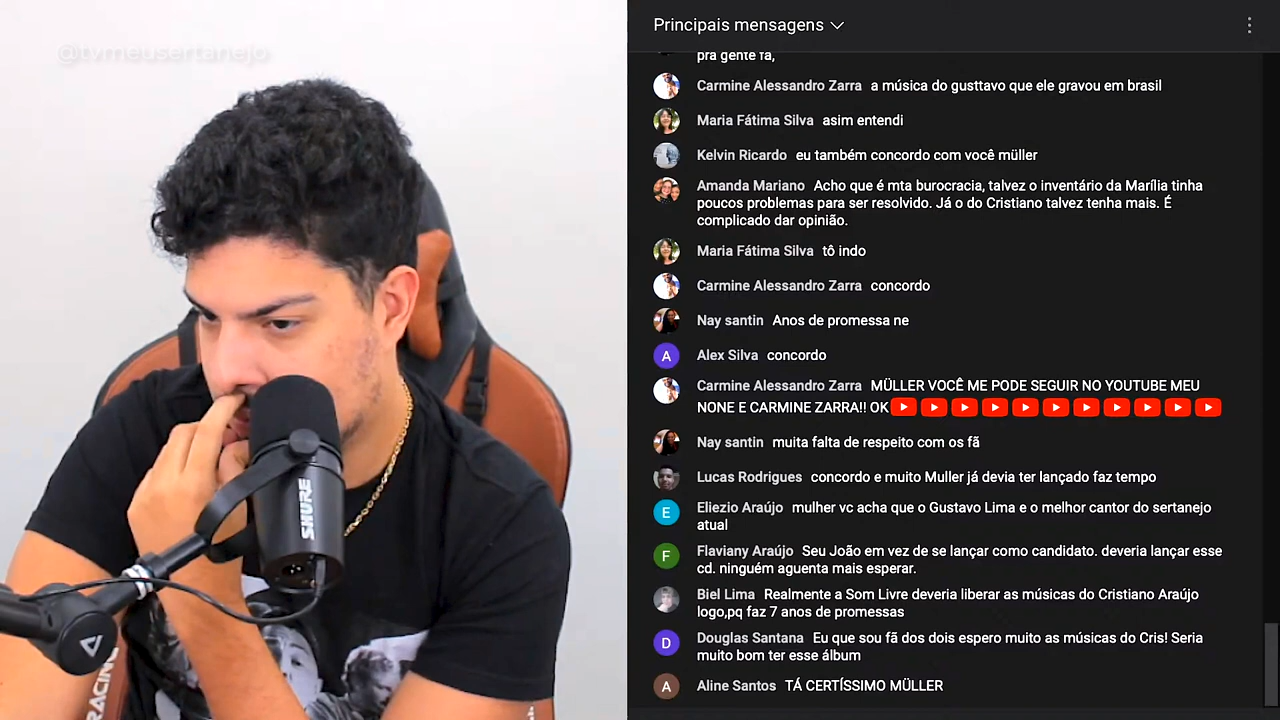 @tvmeusertanejo
Principais mensagens
pra gente fã,
Carmine Alessandro Zarra a música do gusttavo que ele gravou em brasil
Maria Fátima Silva asim entendi
Kelvin Ricardo eu também concordo com você müller
Amanda Mariano Acho que é mta burocracia, talvez o inventário da Marília tinha
poucos problemas para ser resolvido. Já o do Cristiano talvez tenha mais. É
complicado dar opinião.
Maria Fátima Silva tô indo
Carmine Alessandro Zarra concordo
Nay santin Anos de promessa ne
A Alex Silva concordo
Carmine Alessandro Zarra MÜLLER VOCÊ ME PODE SEGUIR NO YOUTUBE MEU
NONE E CARMINE ZARRA!! OK
Nay santin muita falta de respeito com os fã
Lucas Rodrigues concordo e muito Muller já devia ter lançado faz tempo
E Eliezio Araújo mulher vc acha que o Gustavo Lima e o melhor cantor do sertanejo
atual
F Flaviany Araújo Seu João em vez de se lançar como candidato. deveria lançar esse
cd. ninguém aguenta mais esperar.
Biel Lima Realmente a Som Livre deveria liberar as músicas do Cristiano Araújo
logo,pq faz 7 anos de promessas
D Douglas Santana Eu que sou fã dos dois espero muito as músicas do Cris! Seria
muito bom ter esse álbum
A Aline Santos TÁ CERTÍSSIMO MÜLLER
SHURE
RACING